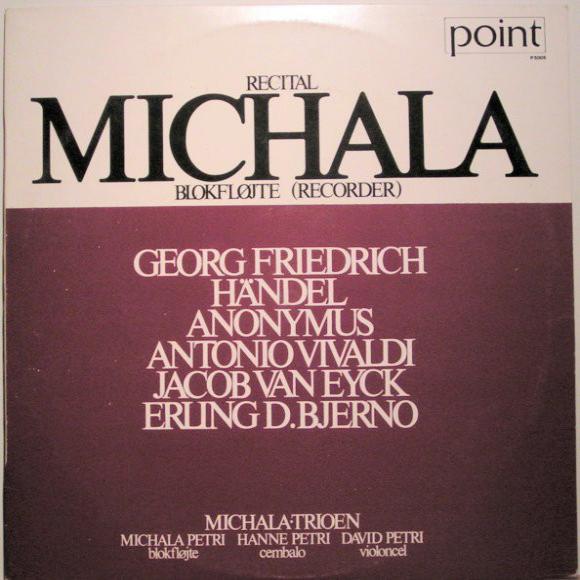 point
P 5005
RECITAL
MICHALA
BLOKFLØJTE (RECORDER)
GEORG FRIEDRICH
HÄNDEL
ANONYMUS
ANTONIO VIVALDI
JACOB VAN EYCK
ERLING D. BJERNO
MICHALA-TRIOEN
MICHALA PETRI HANNE PETRI DAVID PETRI
blokfløjte cembalo violoncel